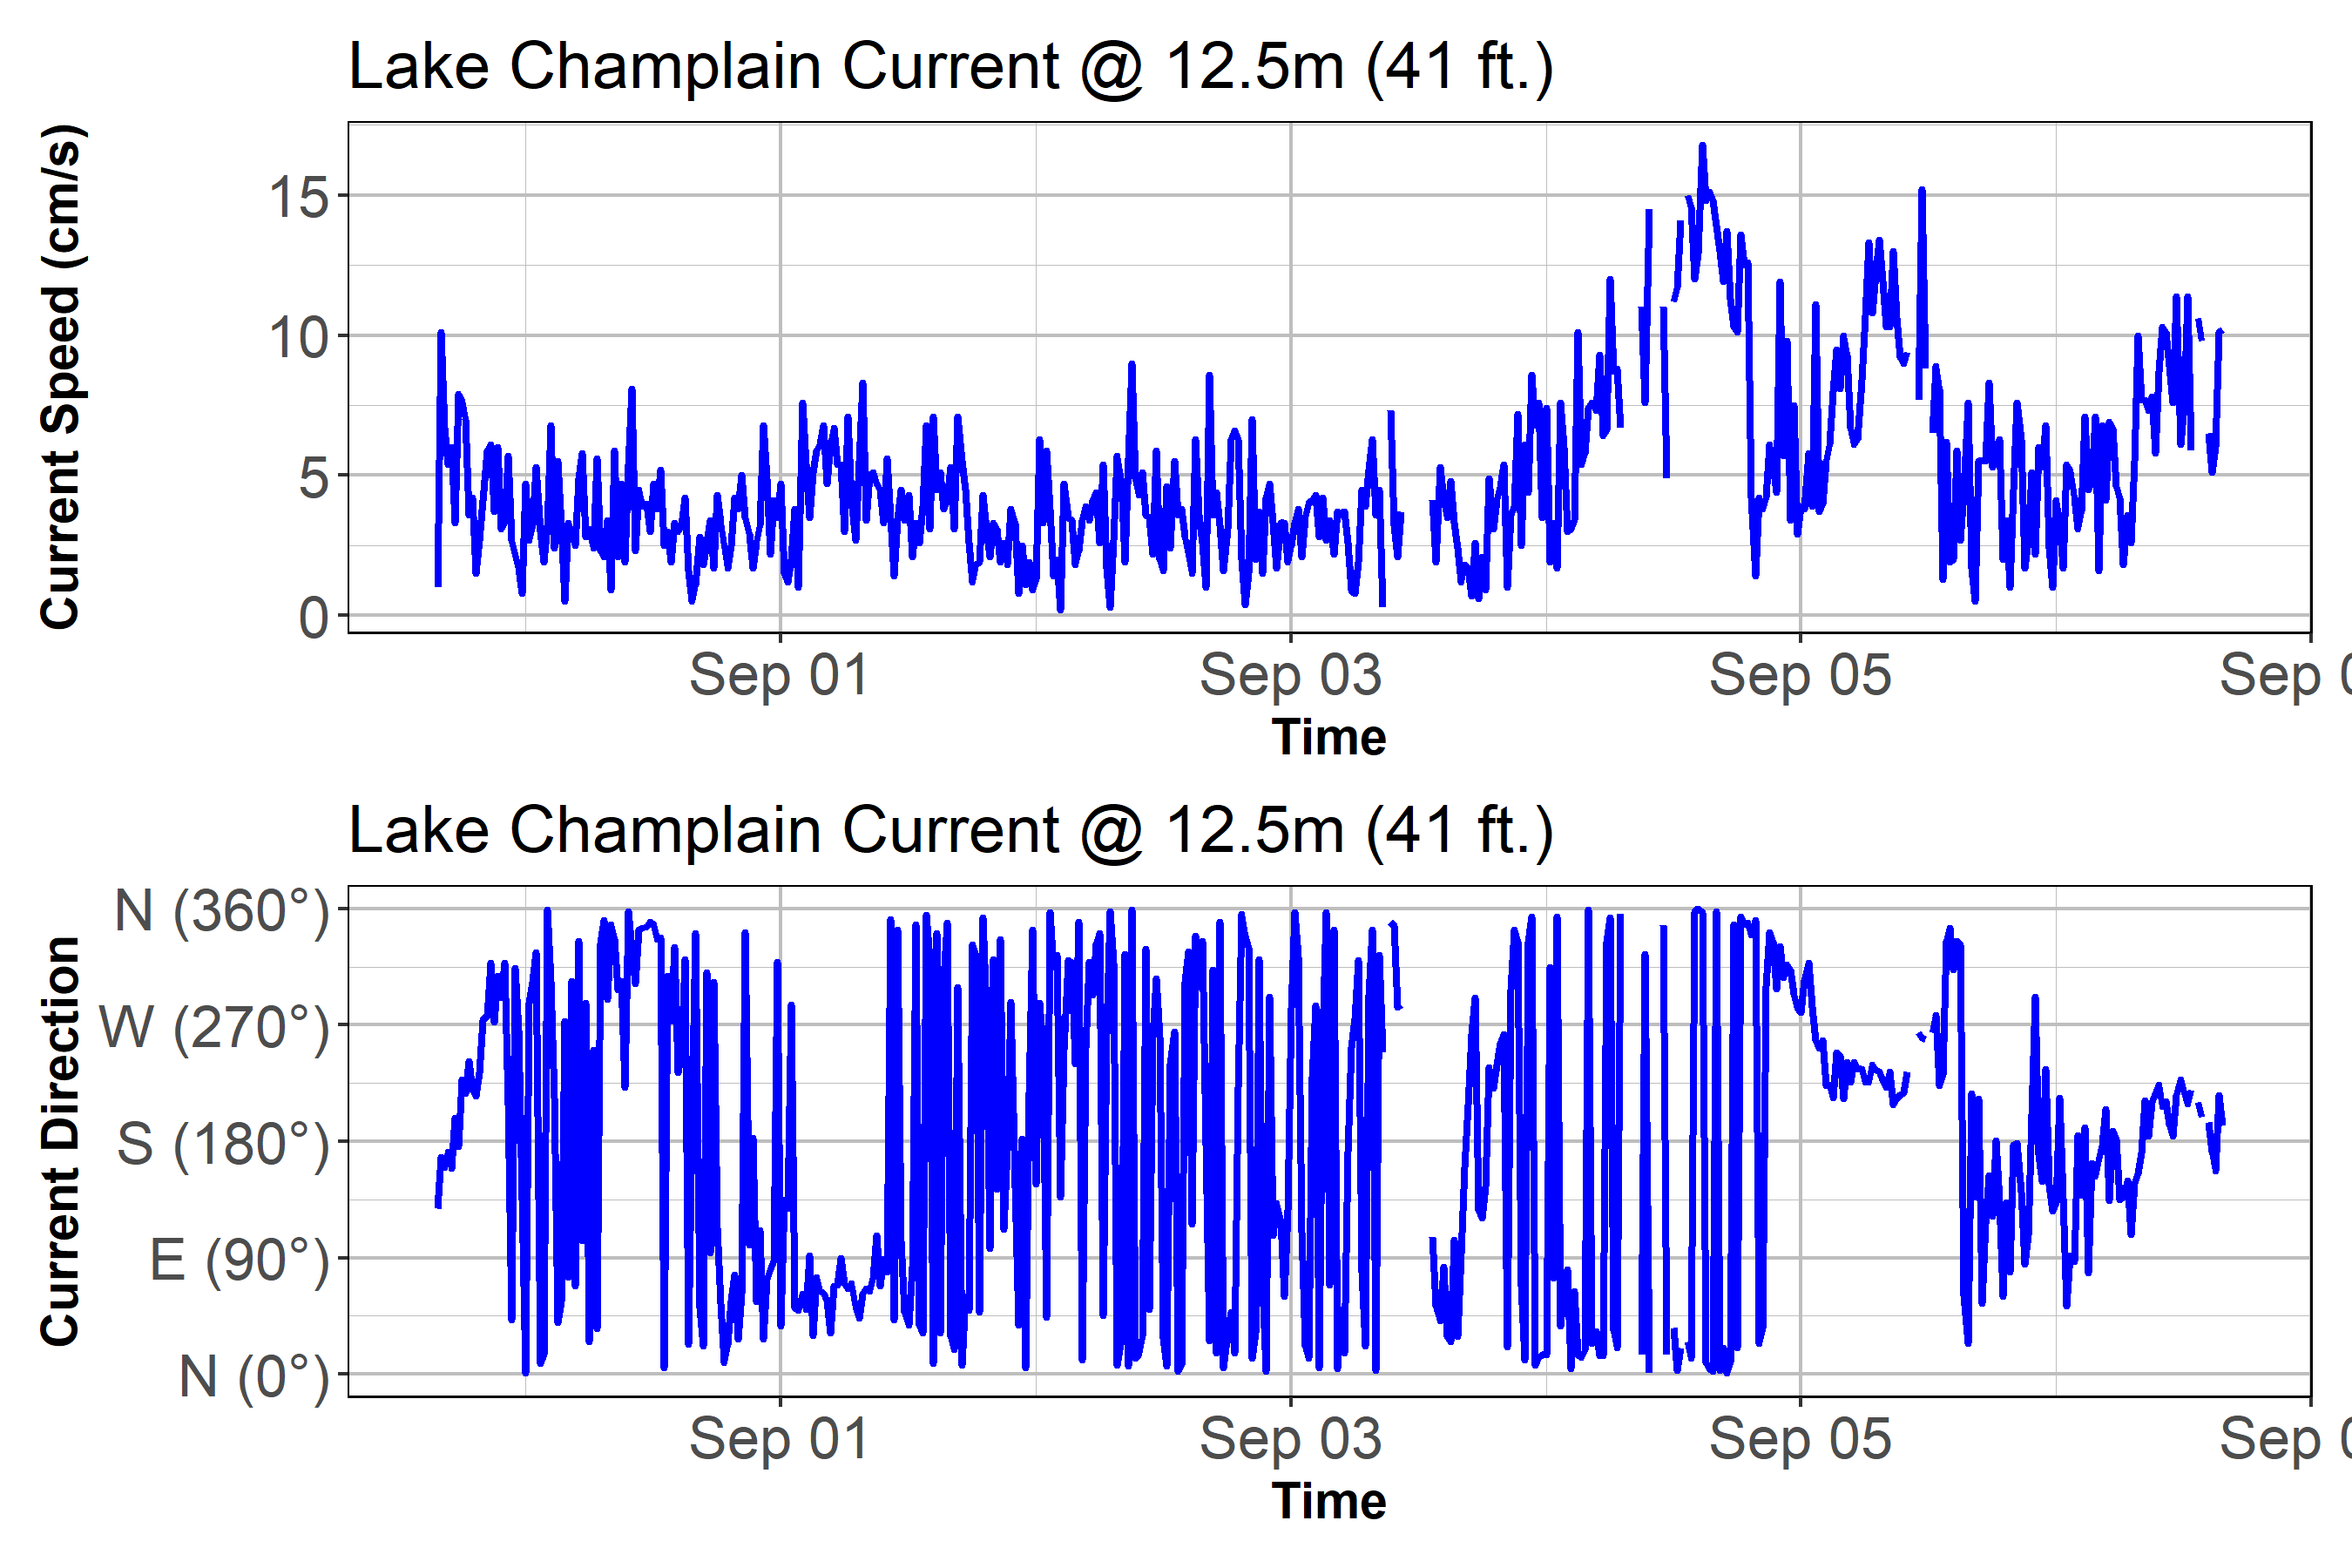 Lake Champlain Current @ 12.5m (41 ft.)
Current Speed (cm/s)
15
10
5
0
Sep 01 Sep 03 Sep 05 Sep
Time
Lake Champlain Current @ 12.5m (41 ft.)
Current Direction
N (360°)
W (270°)
S (180°)
E (90°)
N (0°)
Sep 01 Sep 03 Sep 05 Sep
Time